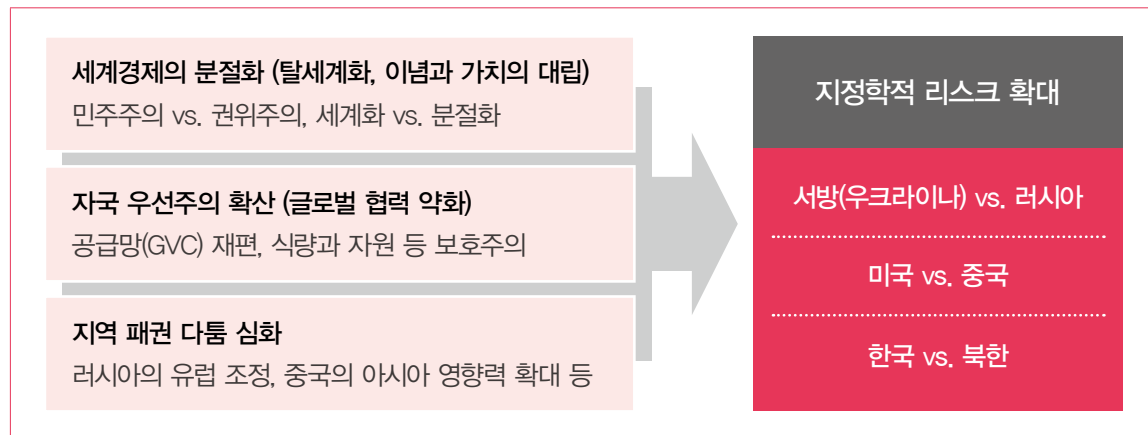 세계경제의 분절화 (탈세계화, 이념과 가치의 대립)
민주주의 vs. 권위주의, 세계화 vs. 분절화
자국 우선주의 확산 (글로벌 협력 약화)
공급망(GVC) 재편, 식량과 자원 등 보호주의
지역 패권 다툼 심화
러시아의 유럽 조정, 중국의 아시아 영향력 확대 등
지정학적 리스크 확대
서방(우크라이나) vs. 러시아
미국 vs. 중국
한국 vs. 북한